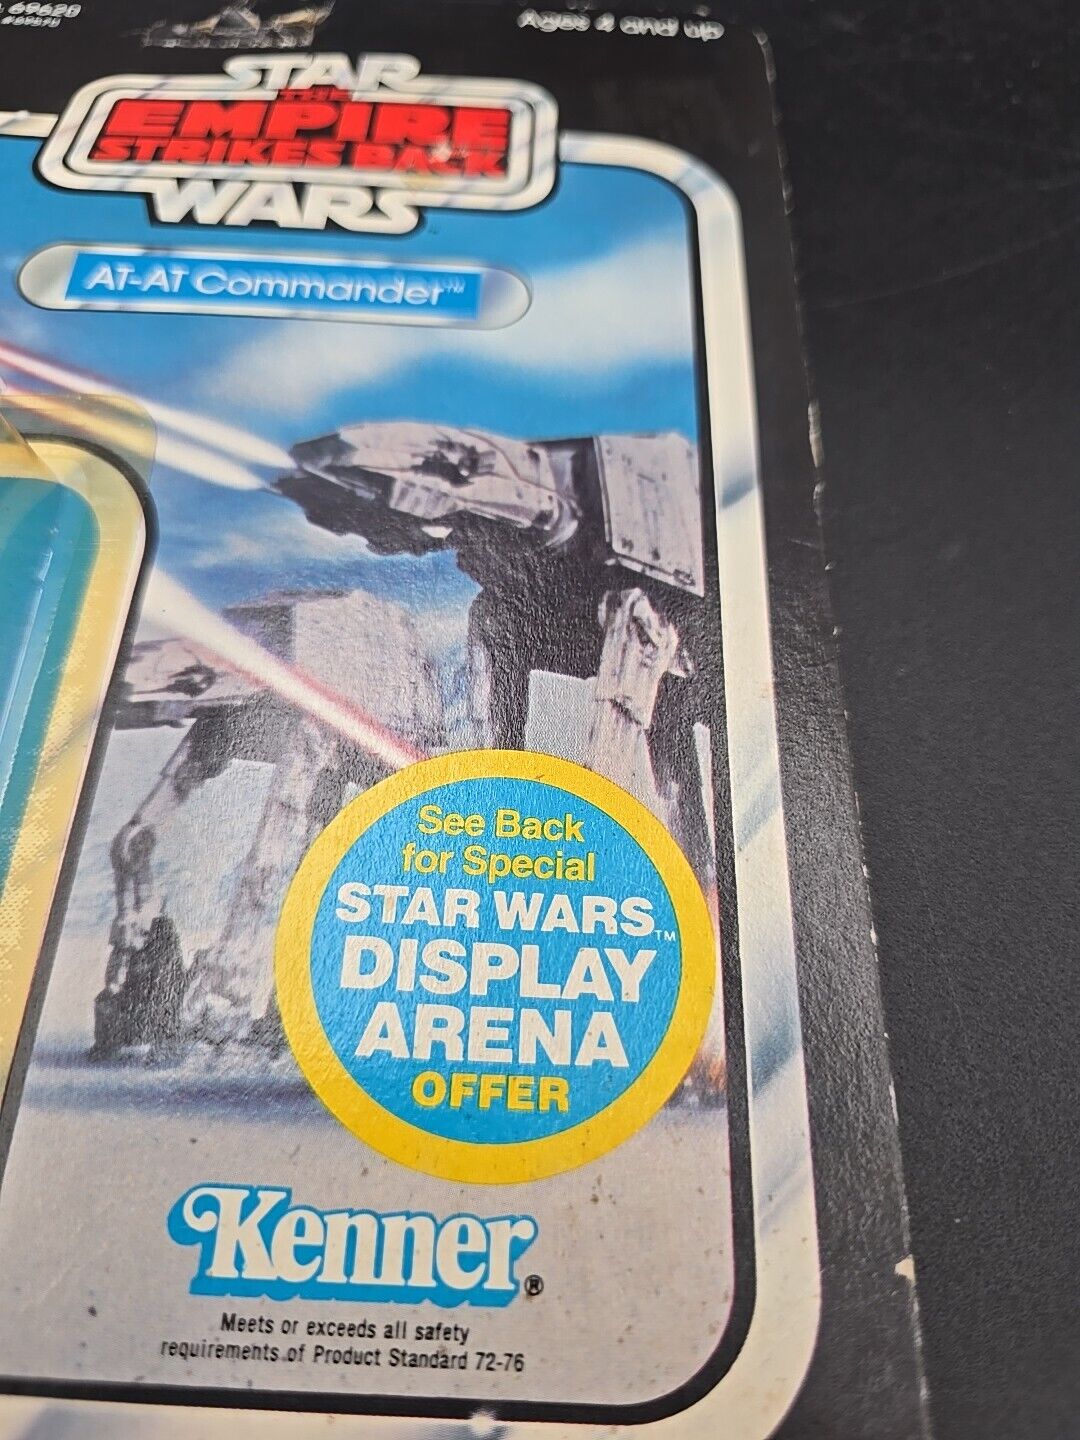 69620
Ages 4 and up
STAR
THE
EMPIRE
STRIKES BACK
WARS
AT-AT Commander™
See Back
for Special
STAR WARS™
DISPLAY
ARENA
OFFER
Kenner®
Meets or exceeds all safety
requirements of Product Standard 72-76